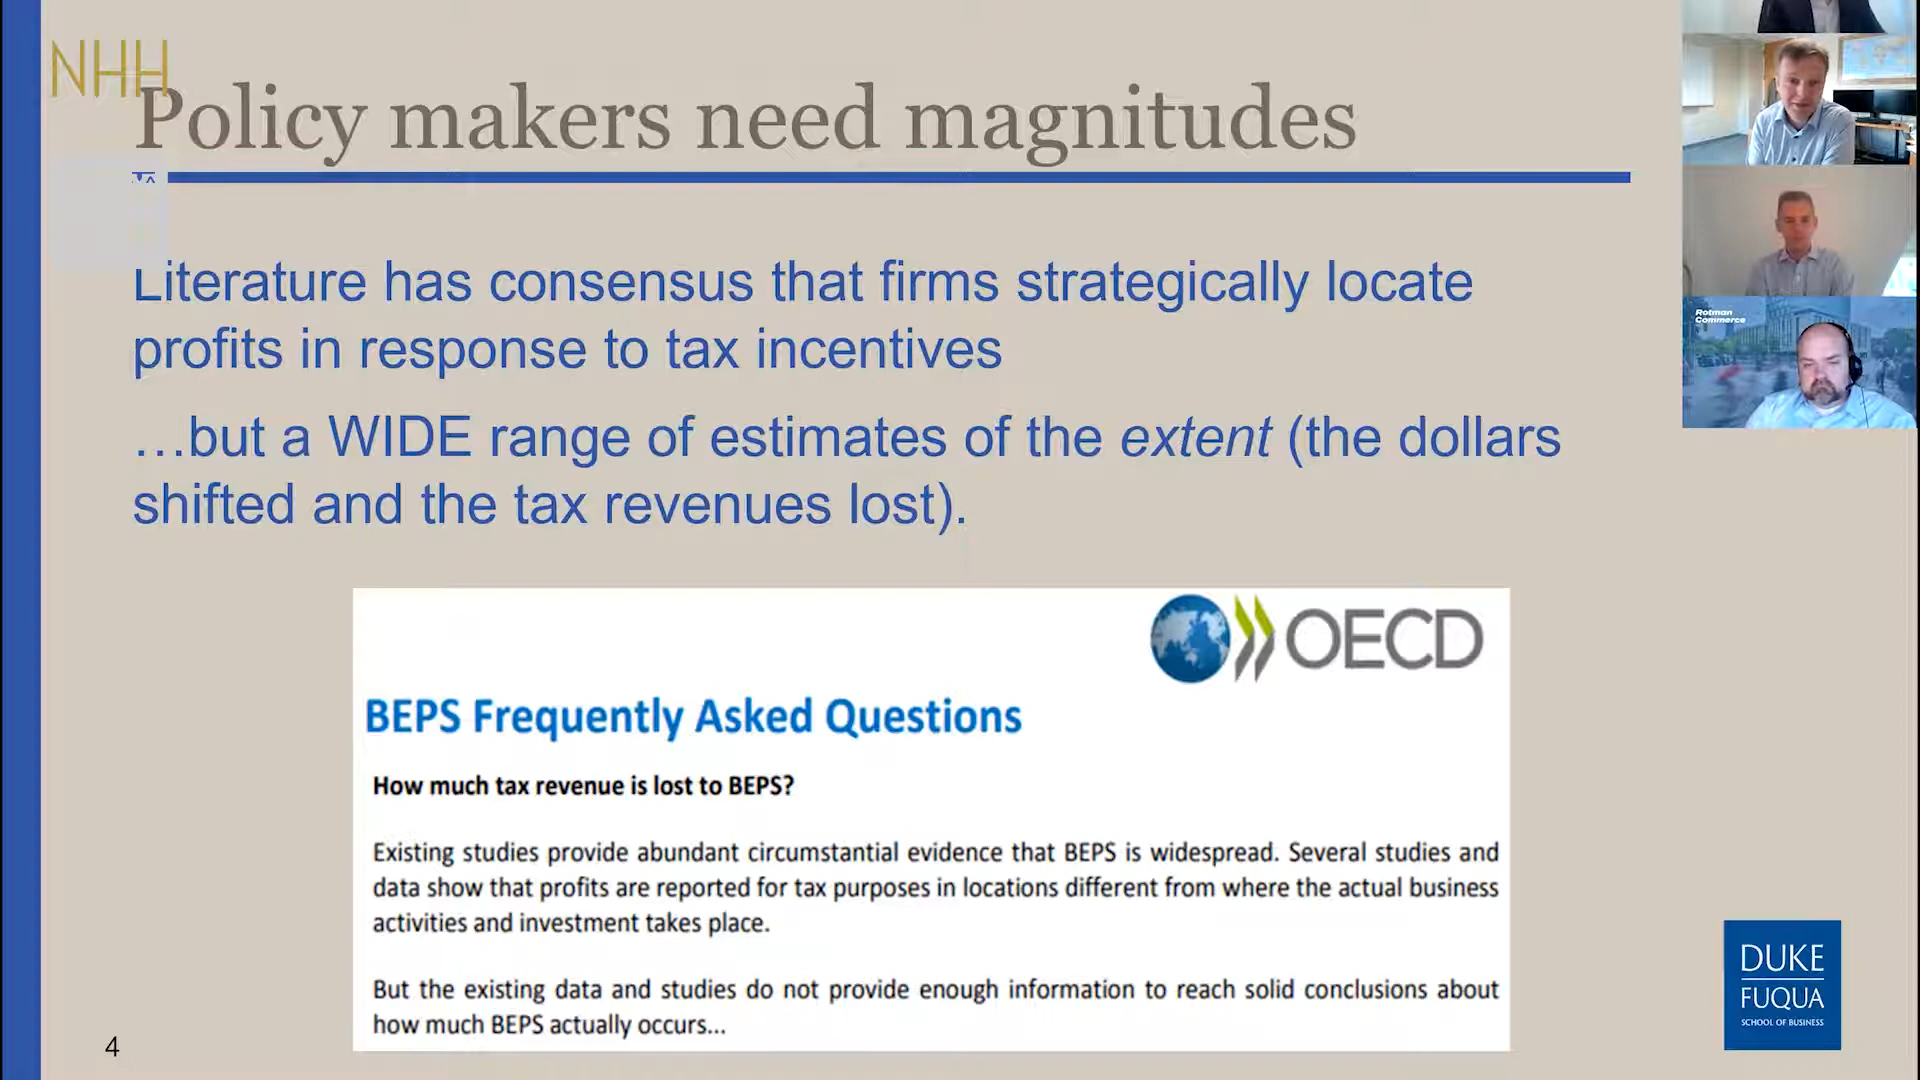 NHH
Policy makers need magnitudes
Literature has consensus that firms strategically locate
profits in response to tax incentives
…but a WIDE range of estimates of the extent (the dollars
shifted and the tax revenues lost).
OECD
BEPS Frequently Asked Questions
How much tax revenue is lost to BEPS?
Existing studies provide abundant circumstantial evidence that BEPS is widespread. Several studies and
data show that profits are reported for tax purposes in locations different from where the actual business
activities and investment takes place.
But the existing data and studies do not provide enough information to reach solid conclusions about
how much BEPS actually occurs...
4
DUKE
FUQUA
SCHOOL OF BUSINESS
Rotman
Commerce